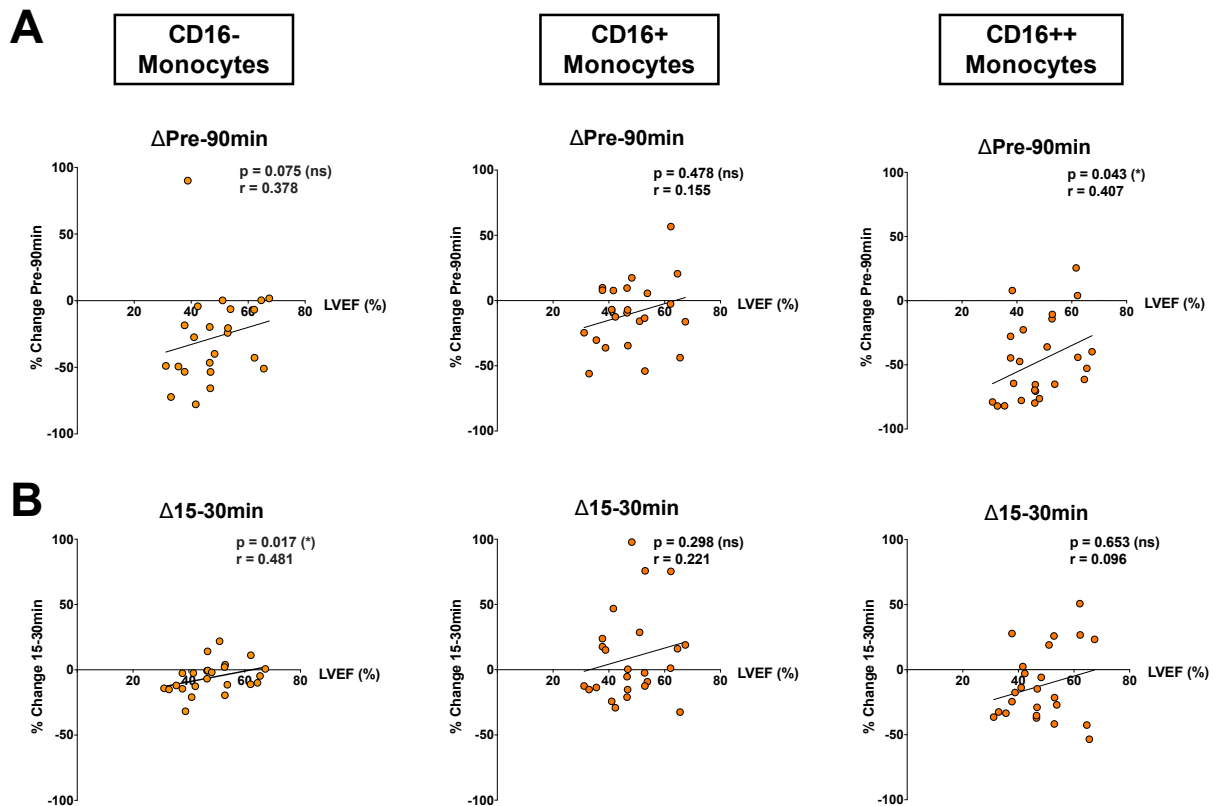 A
CD16-
Monocytes
CD16+
Monocytes
CD16++
Monocytes
ΔPre-90min
p = 0.075 (ns)
r = 0.378
100
50
0
-50
-100
20
40
60
80
LVEF (%)
% Change Pre-90min
ΔPre-90min
p = 0.478 (ns)
r = 0.155
100
50
0
-50
-100
20
40
60
80
LVEF (%)
% Change Pre-90min
ΔPre-90min
p = 0.043 (*)
r = 0.407
100
50
0
-50
-100
20
40
60
80
LVEF (%)
% Change Pre-90min
B
Δ15-30min
p = 0.017 (*)
r = 0.481
100
50
0
-50
-100
20
40
60
80
LVEF (%)
% Change 15-30min
Δ15-30min
p = 0.298 (ns)
r = 0.221
100
50
0
-50
-100
20
40
60
80
LVEF (%)
% Change 15-30min
Δ15-30min
p = 0.653 (ns)
r = 0.096
100
50
0
-50
-100
20
40
60
80
LVEF (%)
% Change 15-30min